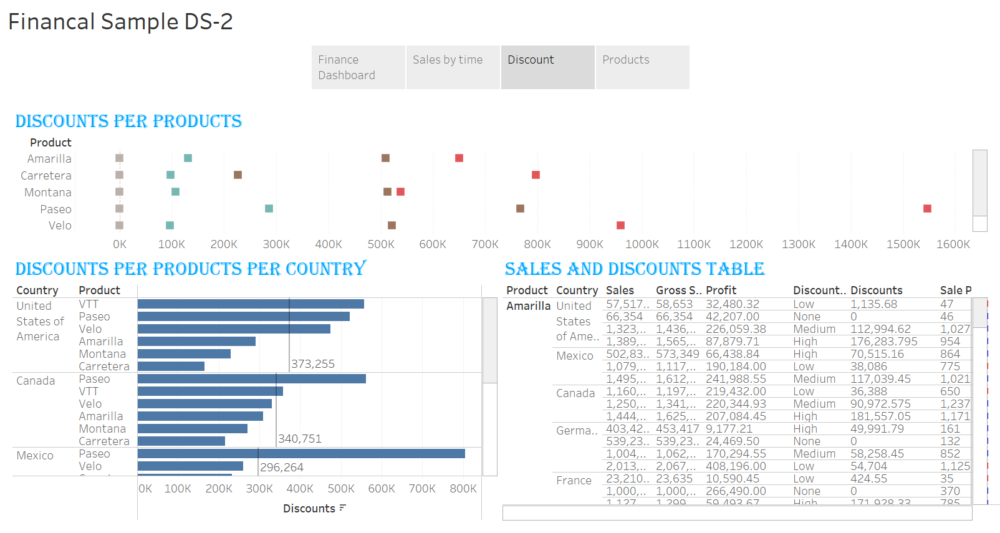 Financal Sample DS-2
Finance Dashboard
Sales by time
Discount
Products
DISCOUNTS PER PRODUCTS
Product
Amarilla
Carretera
Montana
Paseo
Velo
0K 100K 200K 300K 400K 500K 600K 700K 800K 900K 1000K 1100K 1200K 1300K 1400K 1500K 1600K
DISCOUNTS PER PRODUCTS PER COUNTRY
Country Product
United States of America VTT
Paseo
Velo
Amarilla
Montana
Carretera 373,255
Canada Paseo
VTT
Velo
Amarilla
Montana
Carretera 340,751
Mexico Paseo
Velo 296,264
0K 100K 200K 300K 400K 500K 600K 700K 800K
Discounts
SALES AND DISCOUNTS TABLE
Product Country Sales Gross S.. Profit Discount.. Discounts Sale P
Amarilla United States of Ame.. 57,517.. 58,653 32,480.32 Low 1,135.68 47
66,354 66,354 42,207.00 None 0 46
1,323,.. 1,436,.. 226,059.38 Medium 112,994.62 1,027
1,389,.. 1,565,.. 87,879.71 High 176,283.795 954
Mexico 502,83.. 573,349 66,438.84 High 70,515.16 864
1,079,.. 1,117,.. 190,184.00 Low 38,086 775
1,495,.. 1,612,.. 241,988.55 Medium 117,039.45 1,021
Canada 1,160,.. 1,197,.. 219,432.00 Low 36,388 650
1,250,.. 1,341,.. 220,344.93 Medium 90,972.575 1,237
1,444,.. 1,625,.. 207,084.45 High 181,557.05 1,171
Germa.. 403,42.. 453,417 9,177.21 High 49,991.79 161
539,23.. 539,23.. 24,469.50 None 0 132
1,004,.. 1,062,.. 170,294.55 Medium 58,258.45 852
2,013,.. 2,067,.. 408,196.00 Low 54,704 1,125
France 23,210.. 23,635 10,590.45 Low 424.55 35
1,000,.. 1,000,.. 266,490.00 None 0 370
1,127,.. 1,299,.. 59,493.67 High 171,928.33 785